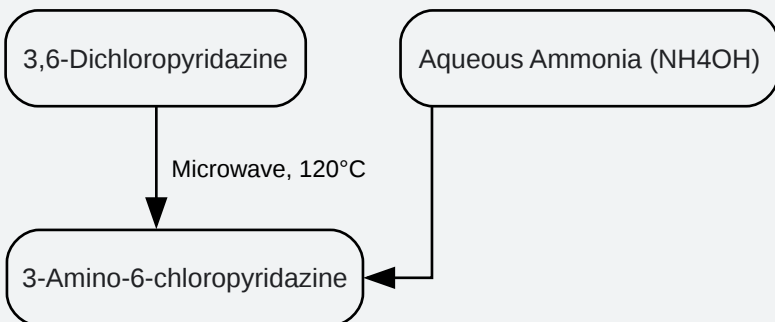 3,6-Dichloropyridazine
Aqueous Ammonia (NH4OH)
Microwave, 120°C
3-Amino-6-chloropyridazine